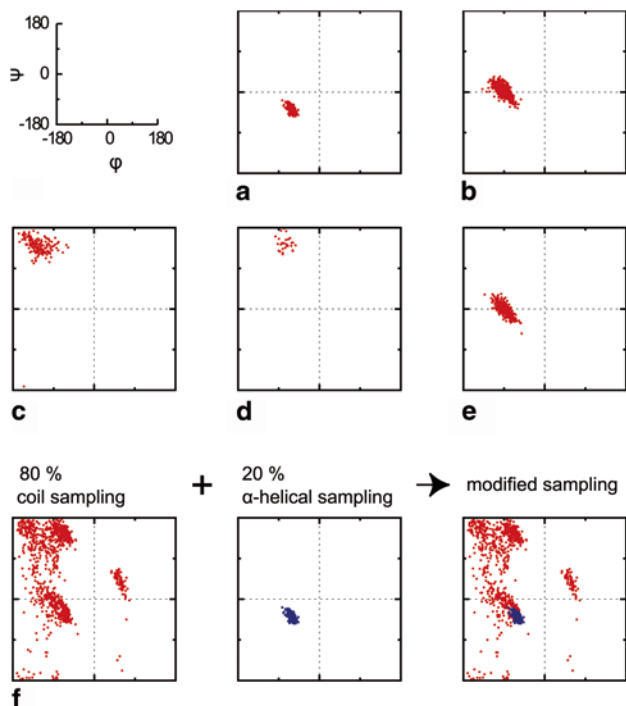 180
ψ 0
-180
-180 0 180
φ
a b
c d e
80 % 20 %
coil sampling + α-helical sampling → modified sampling
f